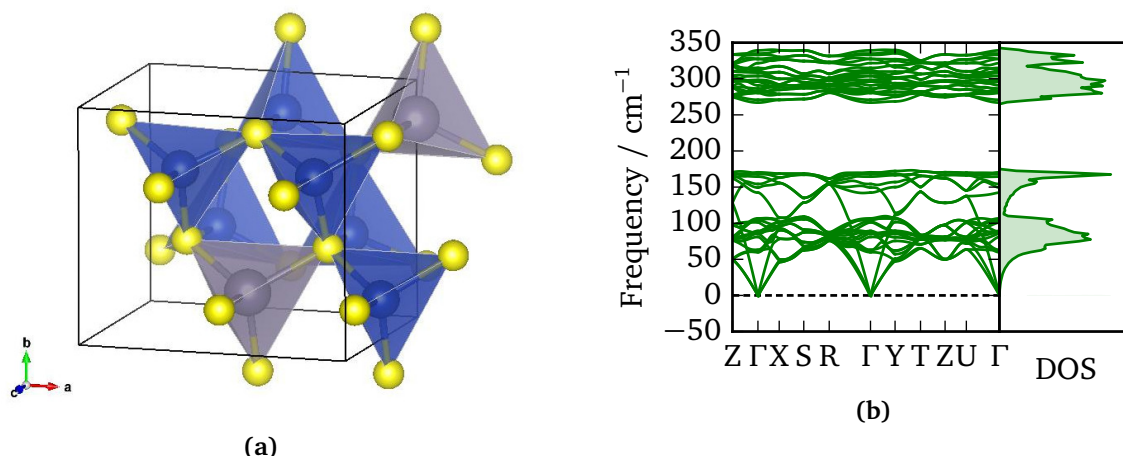 b
a
c
(a)
Frequency / cm⁻¹
350
300
250
200
150
100
50
0
−50
Z Γ X S R Γ Y T Z U Γ
DOS
(b)